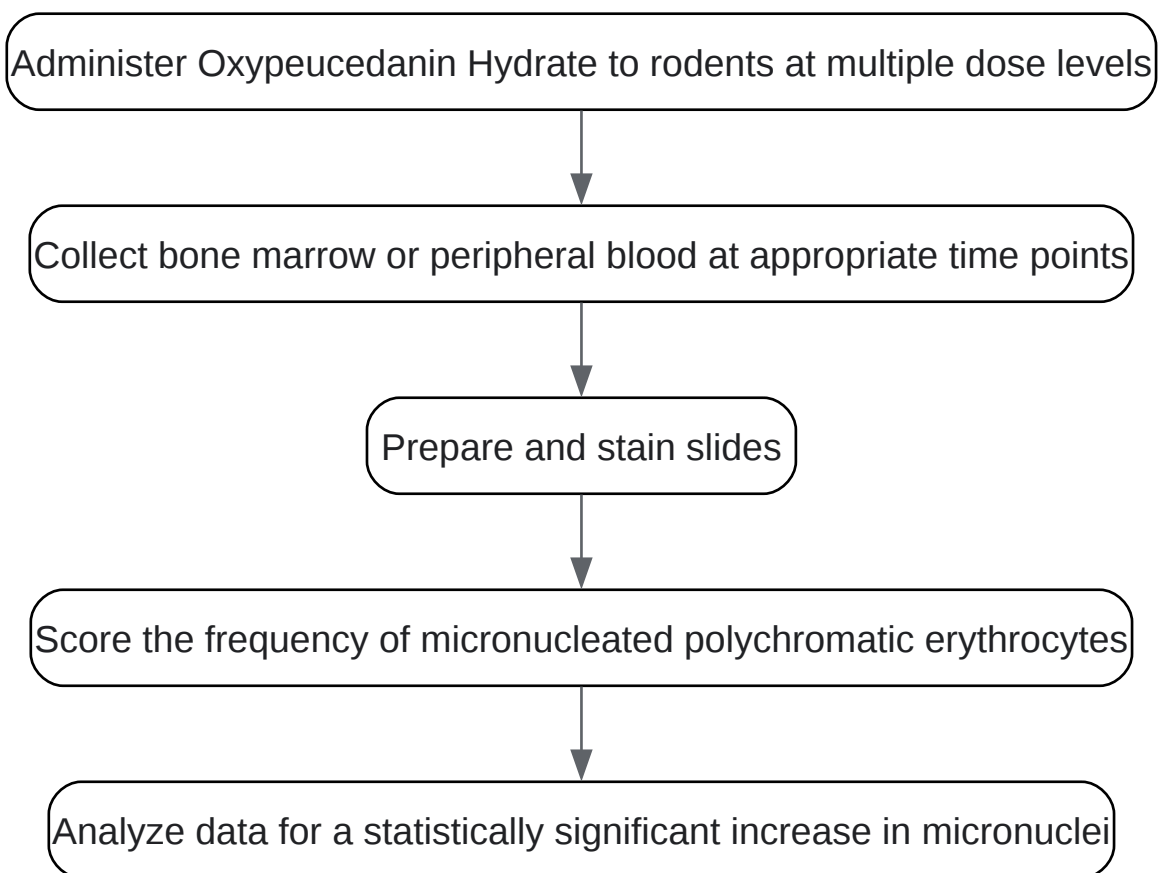 Administer Oxypeucedanin Hydrate to rodents at multiple dose levels
Collect bone marrow or peripheral blood at appropriate time points
Prepare and stain slides
Score the frequency of micronucleated polychromatic erythrocytes
Analyze data for a statistically significant increase in micronuclei